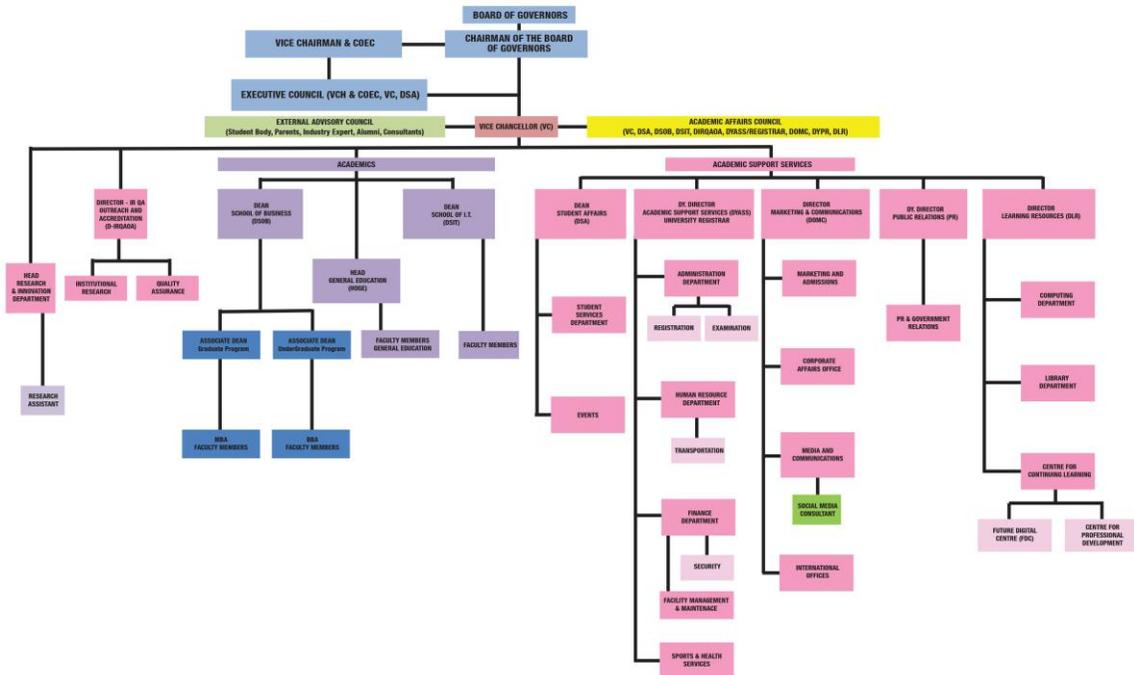 BOARD OF GOVERNORS
VICE CHAIRMAN & COEC
CHAIRMAN OF THE BOARD
OF GOVERNORS
EXECUTIVE COUNCIL (VCH & COEC, VC, DSA)
EXTERNAL ADVISORY COUNCIL
(Student Body, Parents, Industry Expert, Alumni, Consultants)
VICE CHANCELLOR (VC)
ACADEMIC AFFAIRS COUNCIL
(VC, DSA, DSOB, DSIT, DIRQAOA, DYASS/REGISTRAR, DOMC, DYPR, DLR)
ACADEMICS
ACADEMIC SUPPORT SERVICES
DIRECTOR - IR QA
OUTREACH AND
ACCREDITATION
(D-IRQAOA)
DEAN
SCHOOL OF BUSINESS
(DSOB)
DEAN
SCHOOL OF I.T.
(DSIT)
DEAN
STUDENT AFFAIRS
(DSA)
DY. DIRECTOR
ACADEMIC SUPPORT SERVICES (DYASS)
UNIVERSITY REGISTRAR
DIRECTOR
MARKETING & COMMUNICATIONS
(DOMC)
DY. DIRECTOR
PUBLIC RELATIONS (PR)
DIRECTOR
LEARNING RESOURCES (DLR)
HEAD
RESEARCH
& INNOVATION
DEPARTMENT
INSTITUTIONAL
RESEARCH
QUALITY
ASSURANCE
HEAD
GENERAL EDUCATION
(HOGE)
ADMINISTRATION
DEPARTMENT
MARKETING AND
ADMISSIONS
STUDENT
SERVICES
DEPARTMENT
REGISTRATION
EXAMINATION
PR & GOVERNMENT
RELATIONS
COMPUTING
DEPARTMENT
ASSOCIATE DEAN
Graduate Program
ASSOCIATE DEAN
UnderGraduate Program
FACULTY MEMBERS
GENERAL EDUCATION
FACULTY MEMBERS
CORPORATE
AFFAIRS OFFICE
LIBRARY
DEPARTMENT
RESEARCH
ASSISTANT
HUMAN RESOURCE
DEPARTMENT
EVENTS
MBA
FACULTY MEMBERS
BBA
FACULTY MEMBERS
TRANSPORTATION
MEDIA AND
COMMUNICATIONS
CENTRE FOR
CONTINUING LEARNING
SOCIAL MEDIA
CONSULTANT
FINANCE
DEPARTMENT
FUTURE DIGITAL
CENTRE (FDC)
CENTRE FOR
PROFESSIONAL
DEVELOPMENT
SECURITY
INTERNATIONAL
OFFICES
FACILITY MANAGEMENT
& MAINTENACE
SPORTS & HEALTH
SERVICES